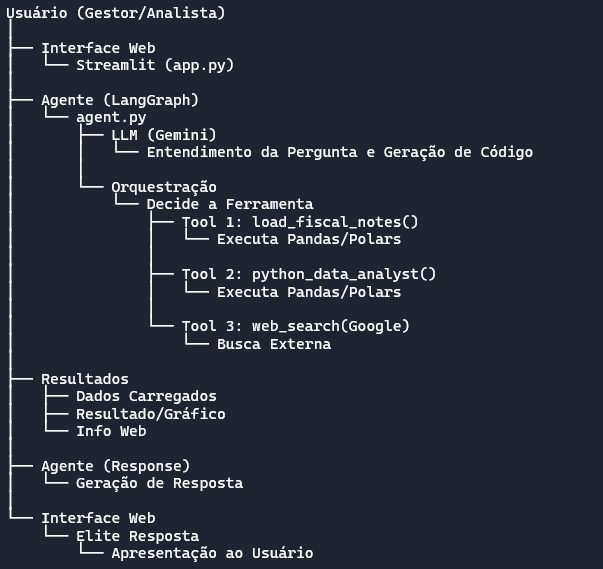 Usuário (Gestor/Analista)
Interface Web
Streamlit (app.py)
Agente (LangGraph)
agent.py
LLM (Gemini)
Entendimento da Pergunta e Geração de Código
Orquestração
Decide a Ferramenta
Tool 1: load_fiscal_notes()
Executa Pandas/Polars
Tool 2: python_data_analyst()
Executa Pandas/Polars
Tool 3: web_search(Google)
Busca Externa
Resultados
Dados Carregados
Resultado/Gráfico
Info Web
Agente (Response)
Geração de Resposta
Interface Web
Elite Resposta
Apresentação ao Usuário